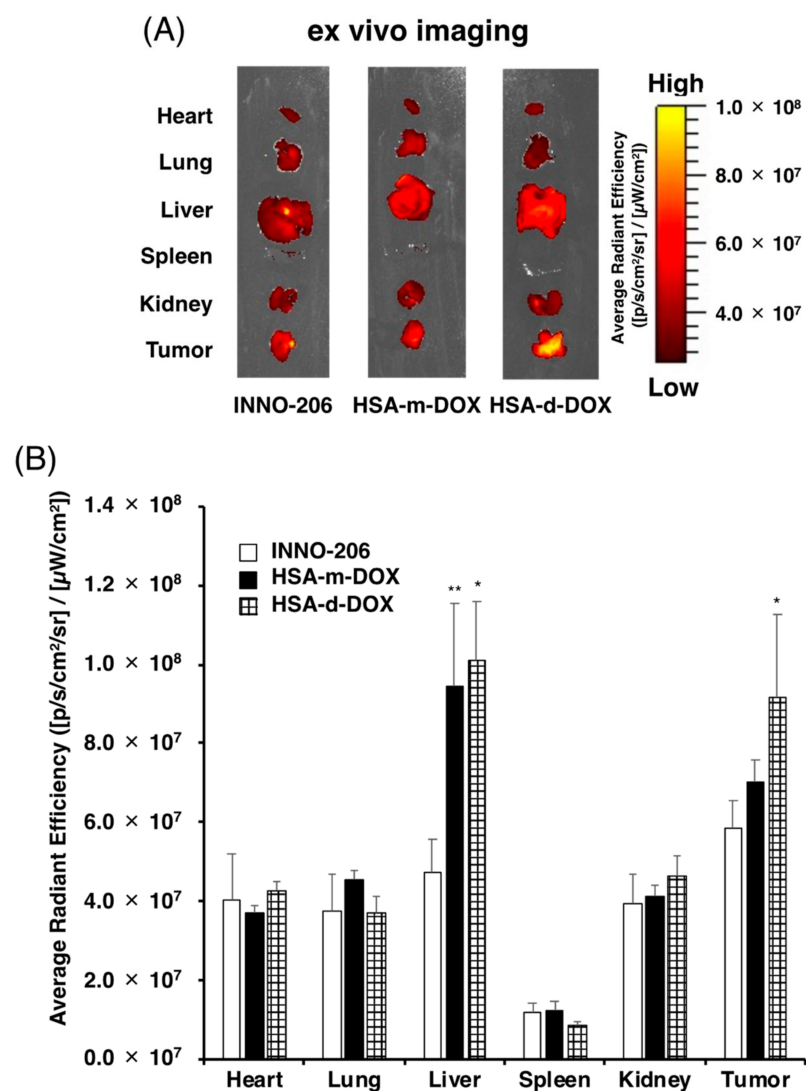 (A) ex vivo imaging
Heart
Lung
Liver
Spleen
Kidney
Tumor
INNO-206 HSA-m-DOX HSA-d-DOX
High
1.0 × 10⁸
8.0 × 10⁷
6.0 × 10⁷
4.0 × 10⁷
Low
Average Radiant Efficiency
([p/s/cm²/sr] / [μW/cm²])
(B)
Average Radiant Efficiency ([p/s/cm²/sr] / [μW/cm²])
1.4 × 10⁸
1.2 × 10⁸
1.0 × 10⁸
8.0 × 10⁷
6.0 × 10⁷
4.0 × 10⁷
2.0 × 10⁷
0.0 × 10⁷
INNO-206
HSA-m-DOX
HSA-d-DOX
** * *
Heart Lung Liver Spleen Kidney Tumor